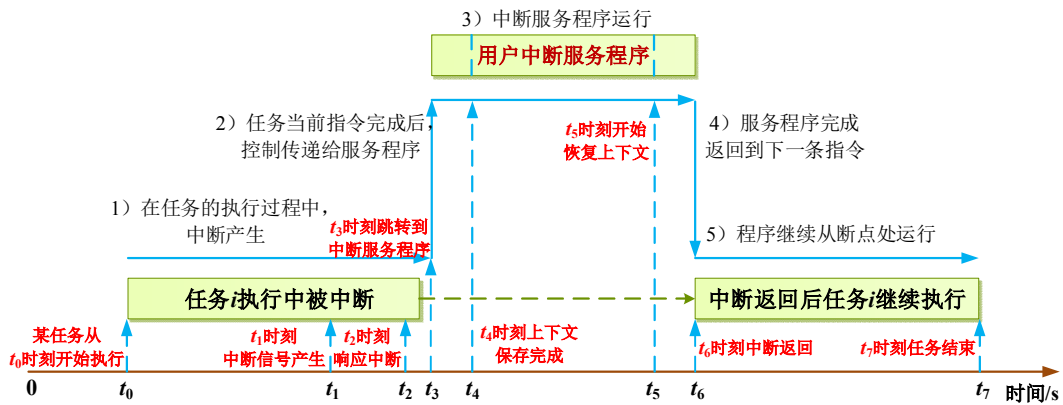 3）中断服务程序运行
用户中断服务程序
2）任务当前指令完成后，
控制传递给服务程序
t5时刻开始
恢复上下文
4）服务程序完成
返回到下一条指令
1）在任务的执行过程中，
中断产生
t3时刻跳转到
中断服务程序
5）程序继续从断点处运行
任务i执行中被中断
中断返回后任务i继续执行
某任务从
t0时刻开始执行
t1时刻
中断信号产生
t2时刻
响应中断
t4时刻上下文
保存完成
t6时刻中断返回
t7时刻任务结束
0 t0 t1 t2 t3 t4 t5 t6 t7 时间/s